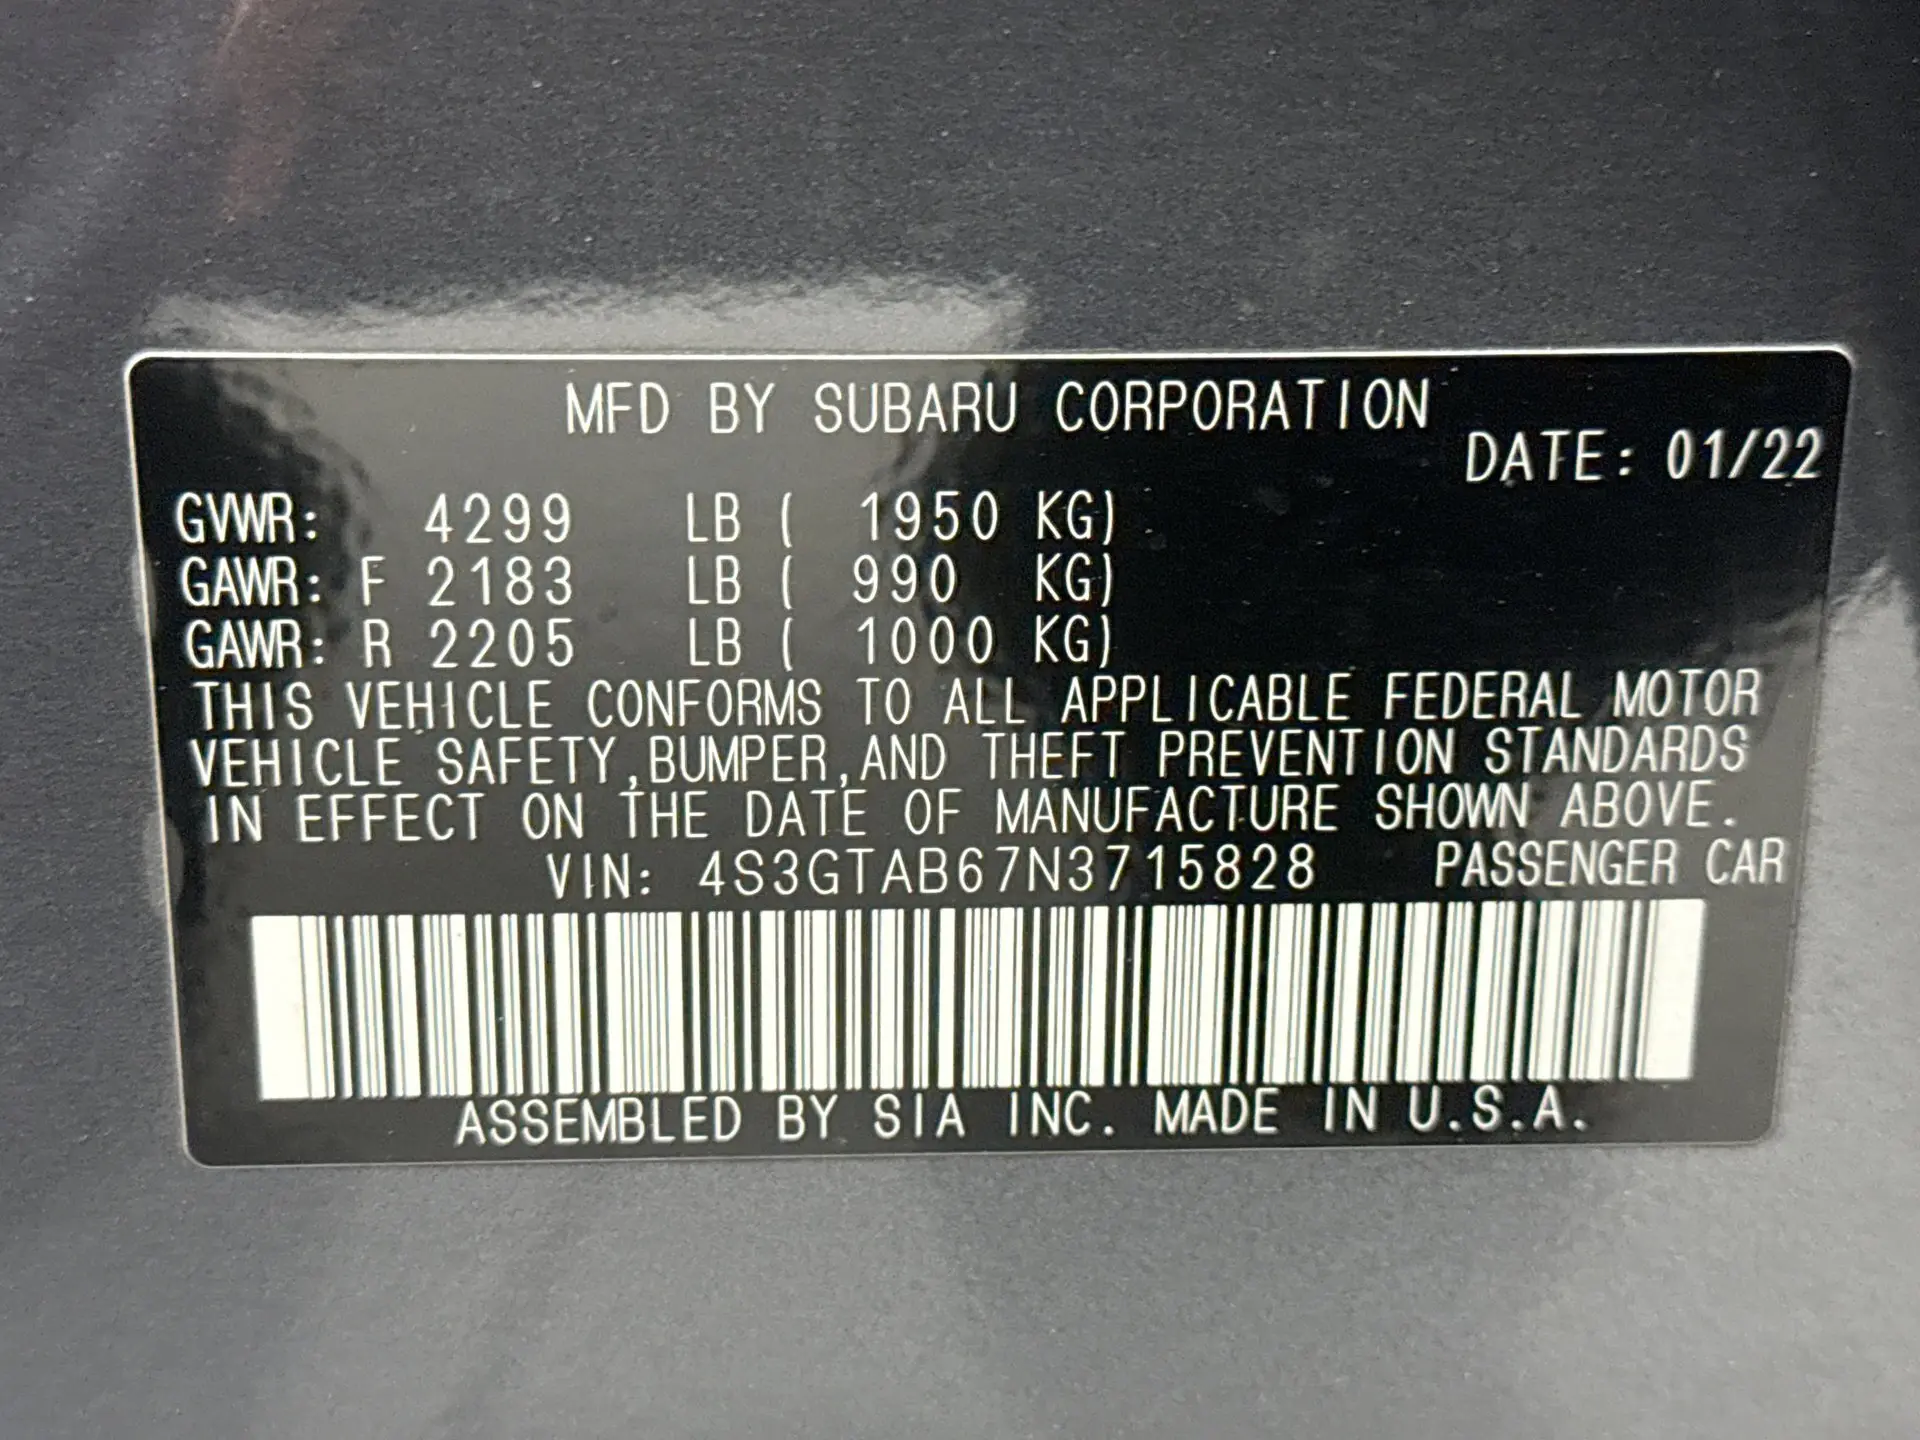 MFD BY SUBARU CORPORATION
DATE: 01/22
GVWR: 4299 LB ( 1950 KG)
GAWR: F 2183 LB ( 990 KG)
GAWR: R 2205 LB ( 1000 KG)
THIS VEHICLE CONFORMS TO ALL APPLICABLE FEDERAL MOTOR
VEHICLE SAFETY,BUMPER,AND THEFT PREVENTION STANDARDS
IN EFFECT ON THE DATE OF MANUFACTURE SHOWN ABOVE.
VIN: 4S3GTAB67N3715828 PASSENGER CAR
ASSEMBLED BY SIA INC. MADE IN U.S.A.